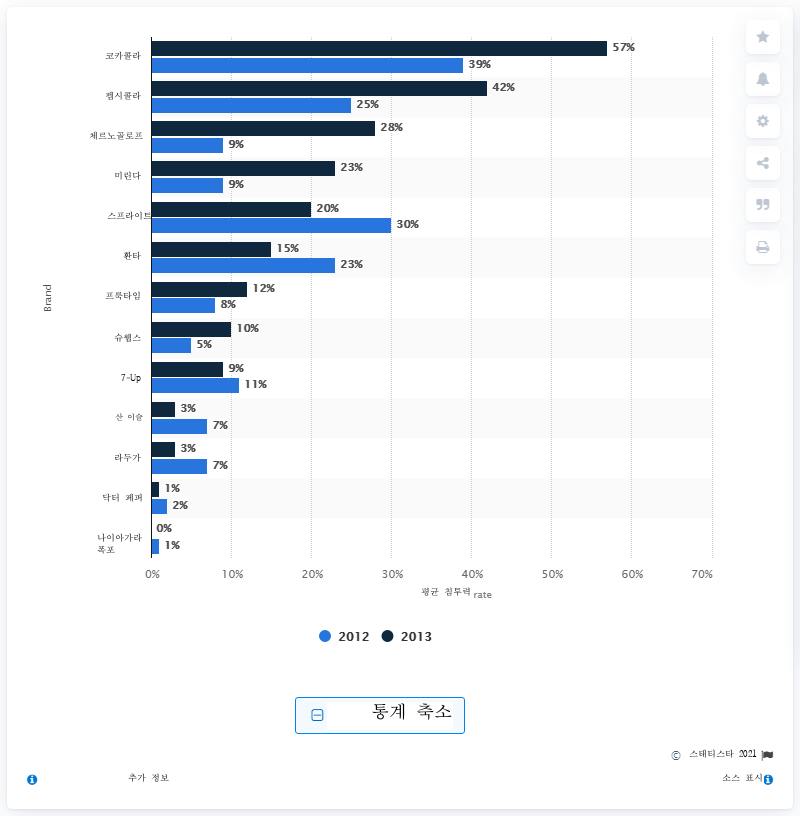 코카콜라
57%
39%
펩시콜라
42%
25%
체르노골로프
28%
9%
미린다
23%
9%
스프라이트
20%
30%
환타
15%
23%
프룩타임
12%
8%
슈웹스
10%
5%
7-Up
9%
11%
산 이슬
3%
7%
라두가
3%
7%
닥터 페퍼
1%
2%
나이아가라
폭포
0%
1%
Brand
0% 10% 20% 30% 40% 50% 60% 70%
평균 침투력 rate
2012 2013
통계 축소
© 스태티스타 2021
추가 정보 소스 표시